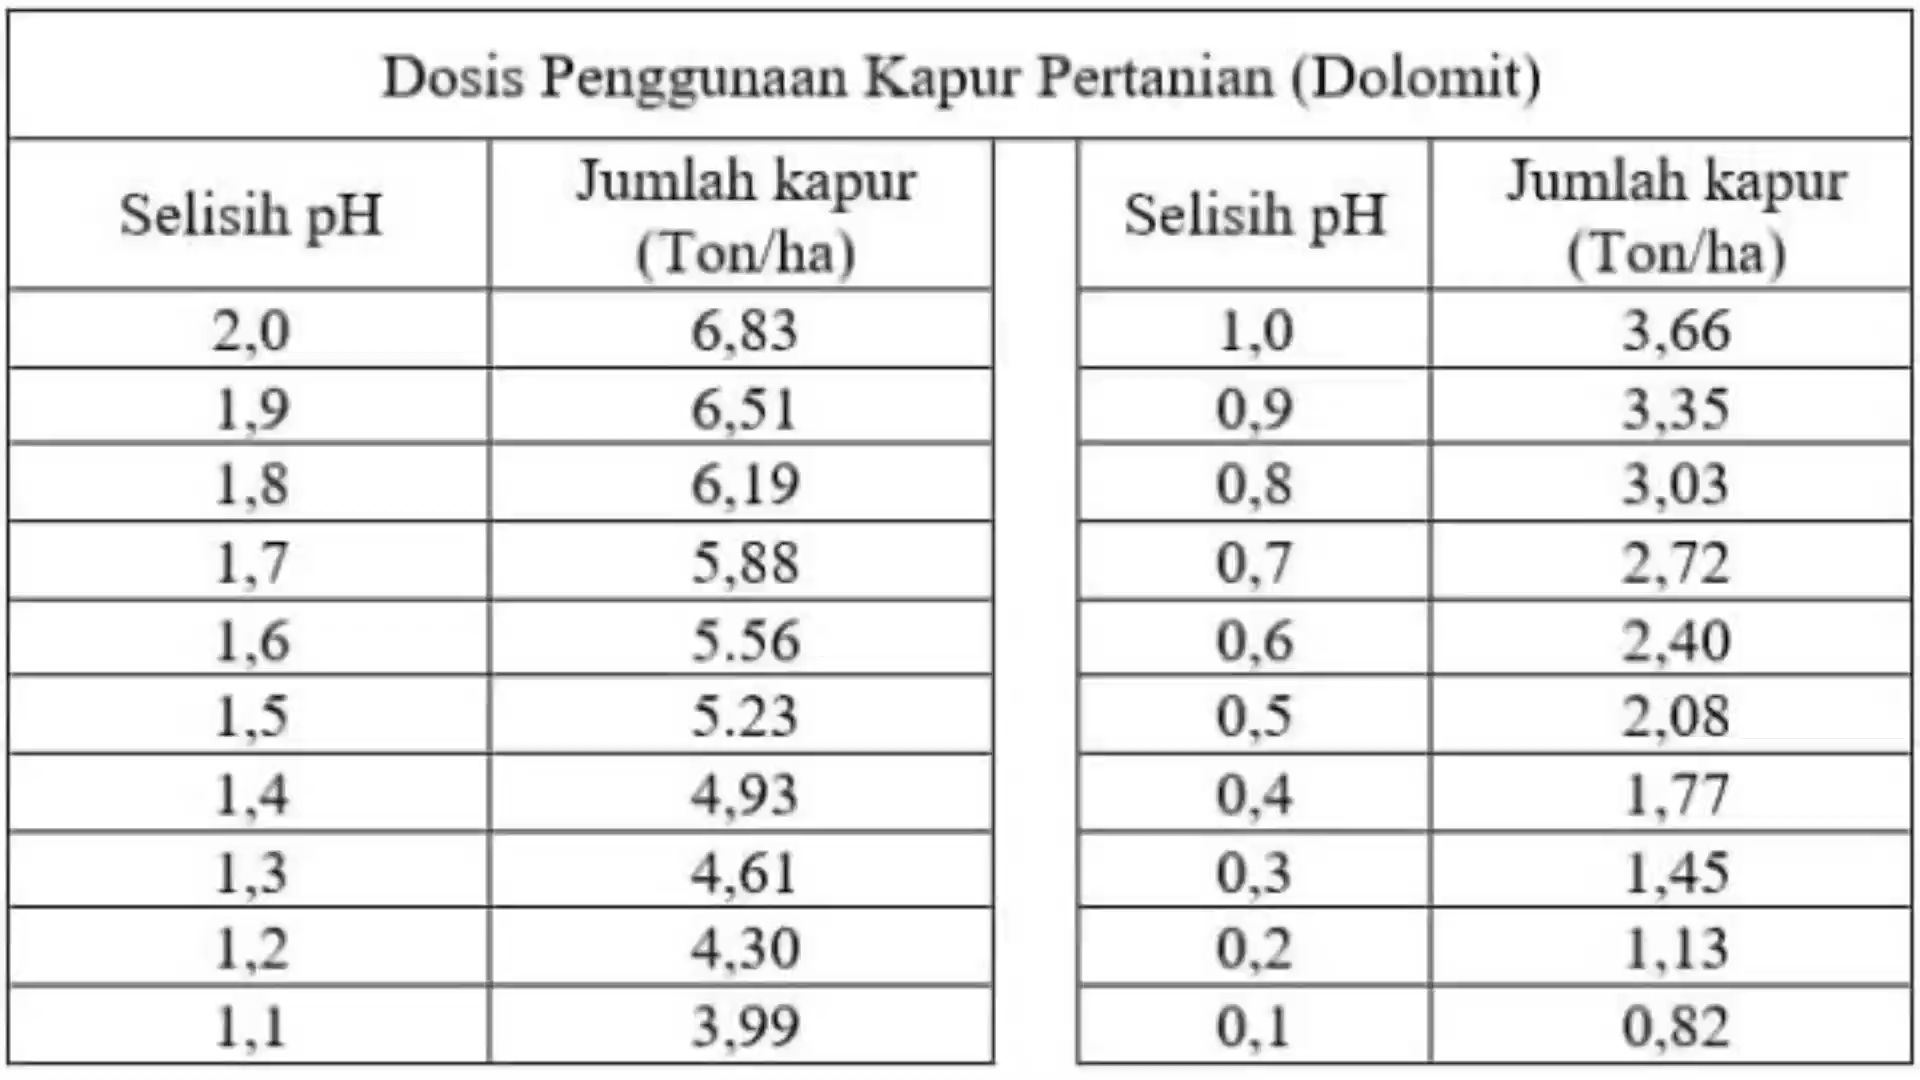 Dosis Penggunaan Kapur Pertanian (Dolomit)
Selisih pH Jumlah kapur (Ton/ha) Selisih pH Jumlah kapur (Ton/ha)
2,0 6,83 1,0 3,66
1,9 6,51 0,9 3,35
1,8 6,19 0,8 3,03
1,7 5,88 0,7 2,72
1,6 5.56 0,6 2,40
1,5 5.23 0,5 2,08
1,4 4,93 0,4 1,77
1,3 4,61 0,3 1,45
1,2 4,30 0,2 1,13
1,1 3,99 0,1 0,82